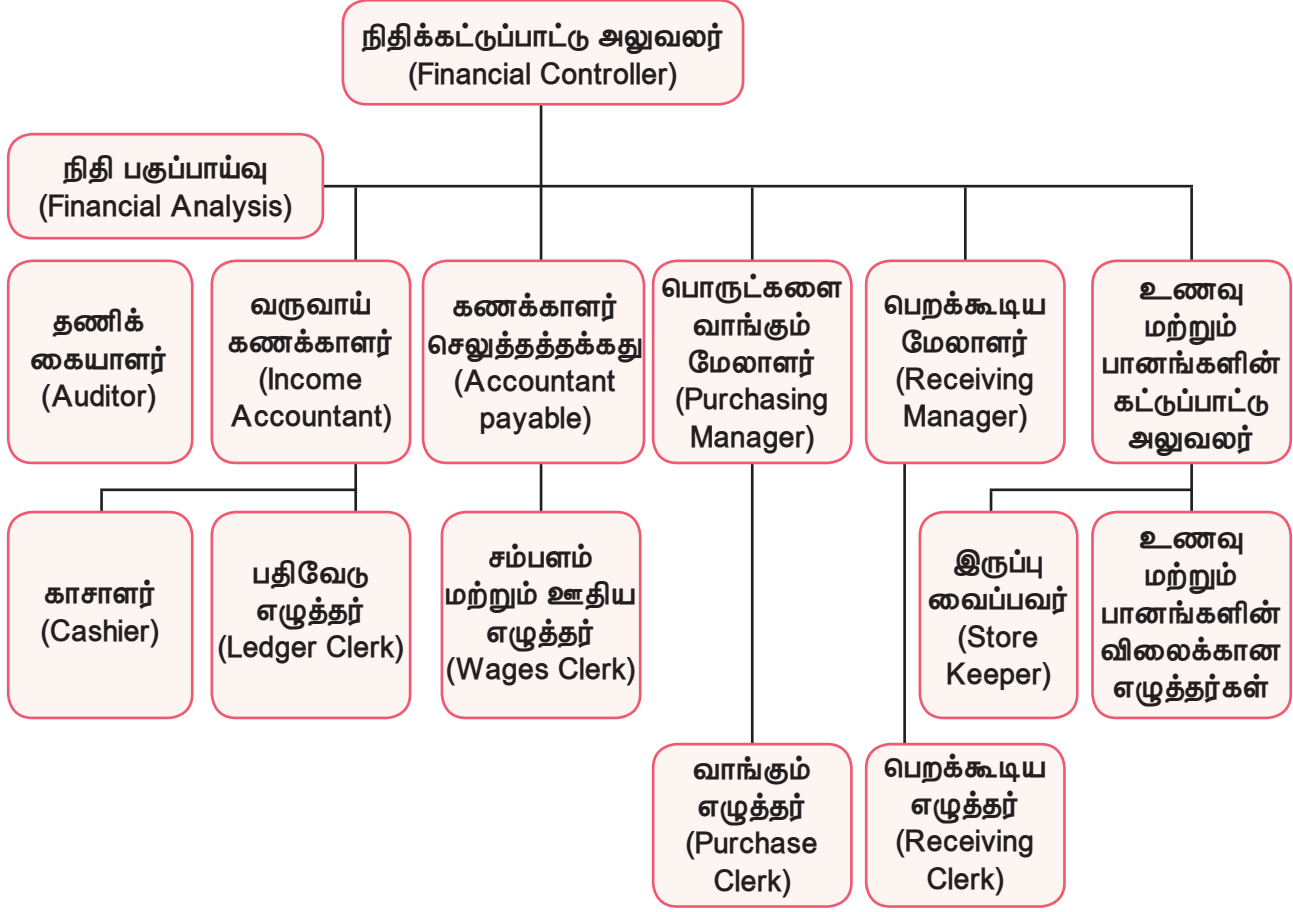 நிதிக்கட்டுப்பாட்டு அலுவலர்
(Financial Controller)
நிதி பகுப்பாய்வு
(Financial Analysis)
தணிக்
கையாளர்
(Auditor)
வருவாய்
கணக்காளர்
(Income
Accountant)
கணக்காளர்
செலுத்தத்தக்கது
(Accountant
payable)
பொருட்களை
வாங்கும்
மேலாளர்
(Purchasing
Manager)
பெறக்கூடிய
மேலாளர்
(Receiving
Manager)
உணவு
மற்றும்
பானங்களின்
கட்டுப்பாட்டு
அலுவலர்
காசாளர்
(Cashier)
பதிவேடு
எழுத்தர்
(Ledger Clerk)
சம்பளம்
மற்றும் ஊதிய
எழுத்தர்
(Wages Clerk)
இருப்பு
வைப்பவர்
(Store
Keeper)
உணவு
மற்றும்
பானங்களின்
விலைக்கான
எழுத்தர்கள்
வாங்கும்
எழுத்தர்
(Purchase
Clerk)
பெறக்கூடிய
எழுத்தர்
(Receiving
Clerk)